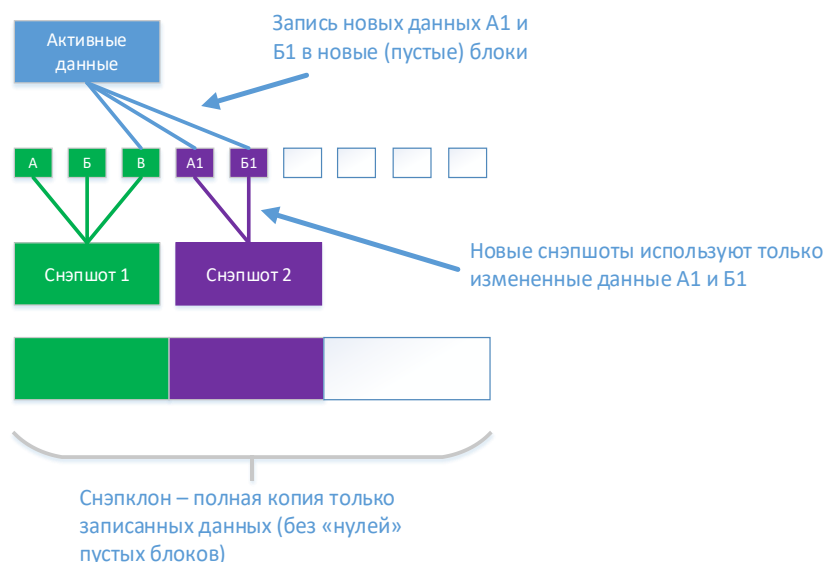 Запись новых данных А1 и
Б1 в новые (пустые) блоки
Активные
данные
А Б В А1 Б1
Новые снэпшоты используют только
измененные данные А1 и Б1
Снэпшот 1 Снэпшот 2
Снэпклон – полная копия только
записанных данных (без «нулей»
пустых блоков)